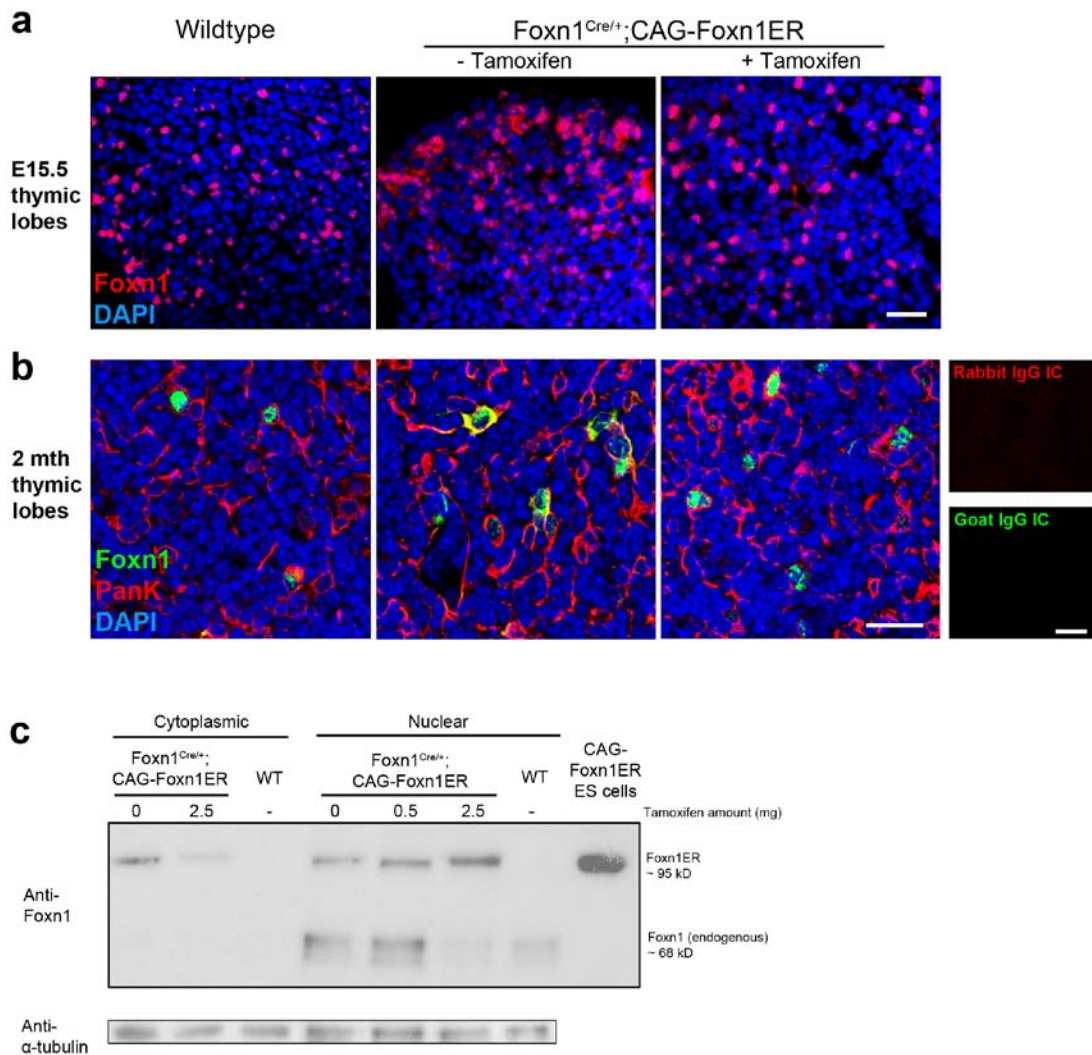 a
Wildtype
Foxn1Cre/+;CAG-Foxn1ER
- Tamoxifen
+ Tamoxifen
E15.5
thymic
lobes
Foxn1
DAPI
b
2 mth
thymic
lobes
Foxn1
PanK
DAPI
Rabbit IgG IC
Goat IgG IC
c
Cytoplasmic
Nuclear
Foxn1Cre/+;
CAG-Foxn1ER
WT
Foxn1Cre/+;
CAG-Foxn1ER
WT
CAG-
Foxn1ER
ES cells
0 2.5 - 0 0.5 2.5 - Tamoxifen amount (mg)
Anti-
Foxn1
Foxn1ER
~ 95 kD
Foxn1 (endogenous)
~ 68 kD
Anti-
α-tubulin